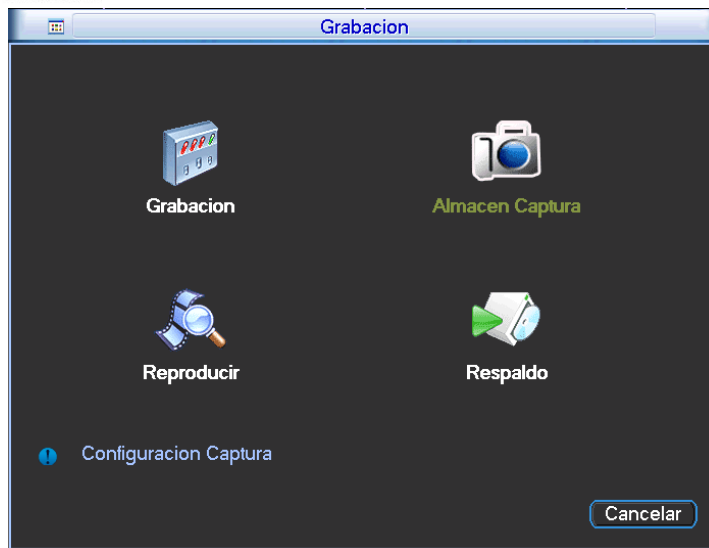 Grabacion
Grabacion
Almacen Captura
Reproducir
Respaldo
Configuracion Captura
Cancelar